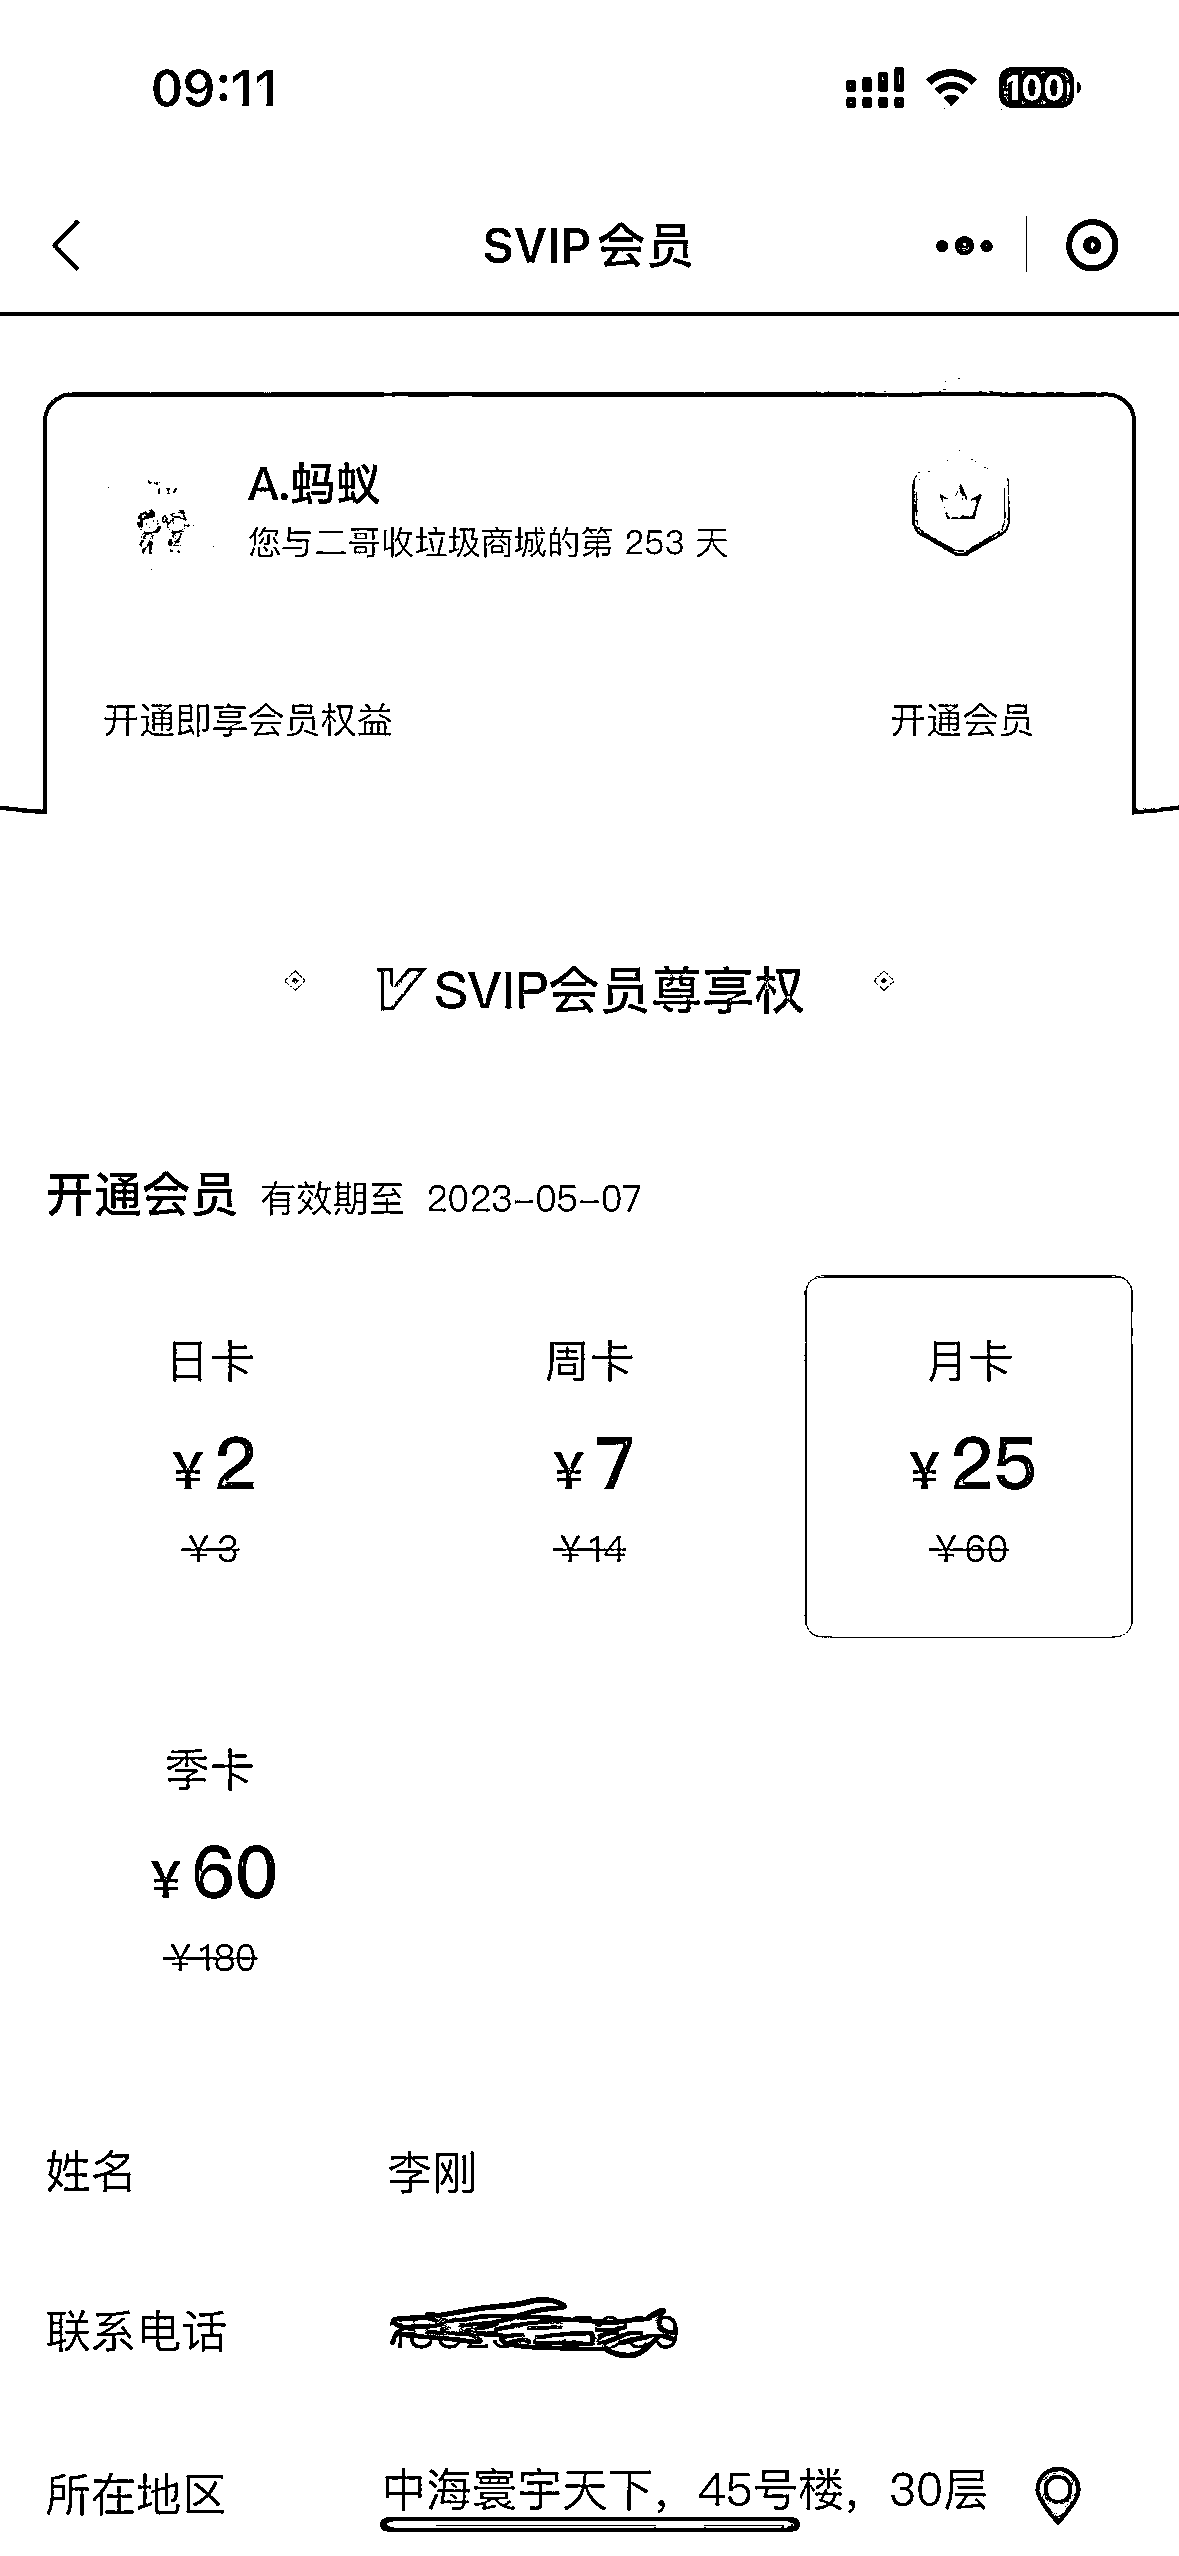 09:11
100
SVIP会员
A.蚂蚁
您与二哥收垃圾商城的第 253 天
开通即享会员权益
开通会员
SVIP会员尊享权
开通会员 有效期至 2023-05-07
日卡 周卡 月卡
¥2 ¥7 ¥25
¥3 ¥14 ¥60
季卡
¥60
¥180
姓名 李刚
联系电话
所在地区 中海寰宇天下，45号楼，30层